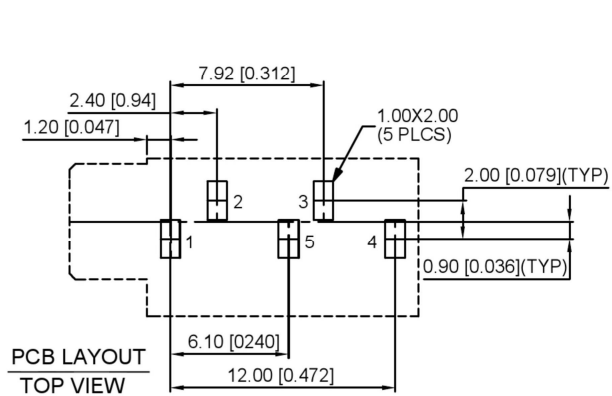 7.92 [0.312]
2.40 [0.94]
1.20 [0.047]
1.00X2.00
(5 PLCS)
2.00 [0.079](TYP)
2
3
1
5
4
0.90 [0.036](TYP)
6.10 [0240]
12.00 [0.472]
PCB LAYOUT
TOP VIEW